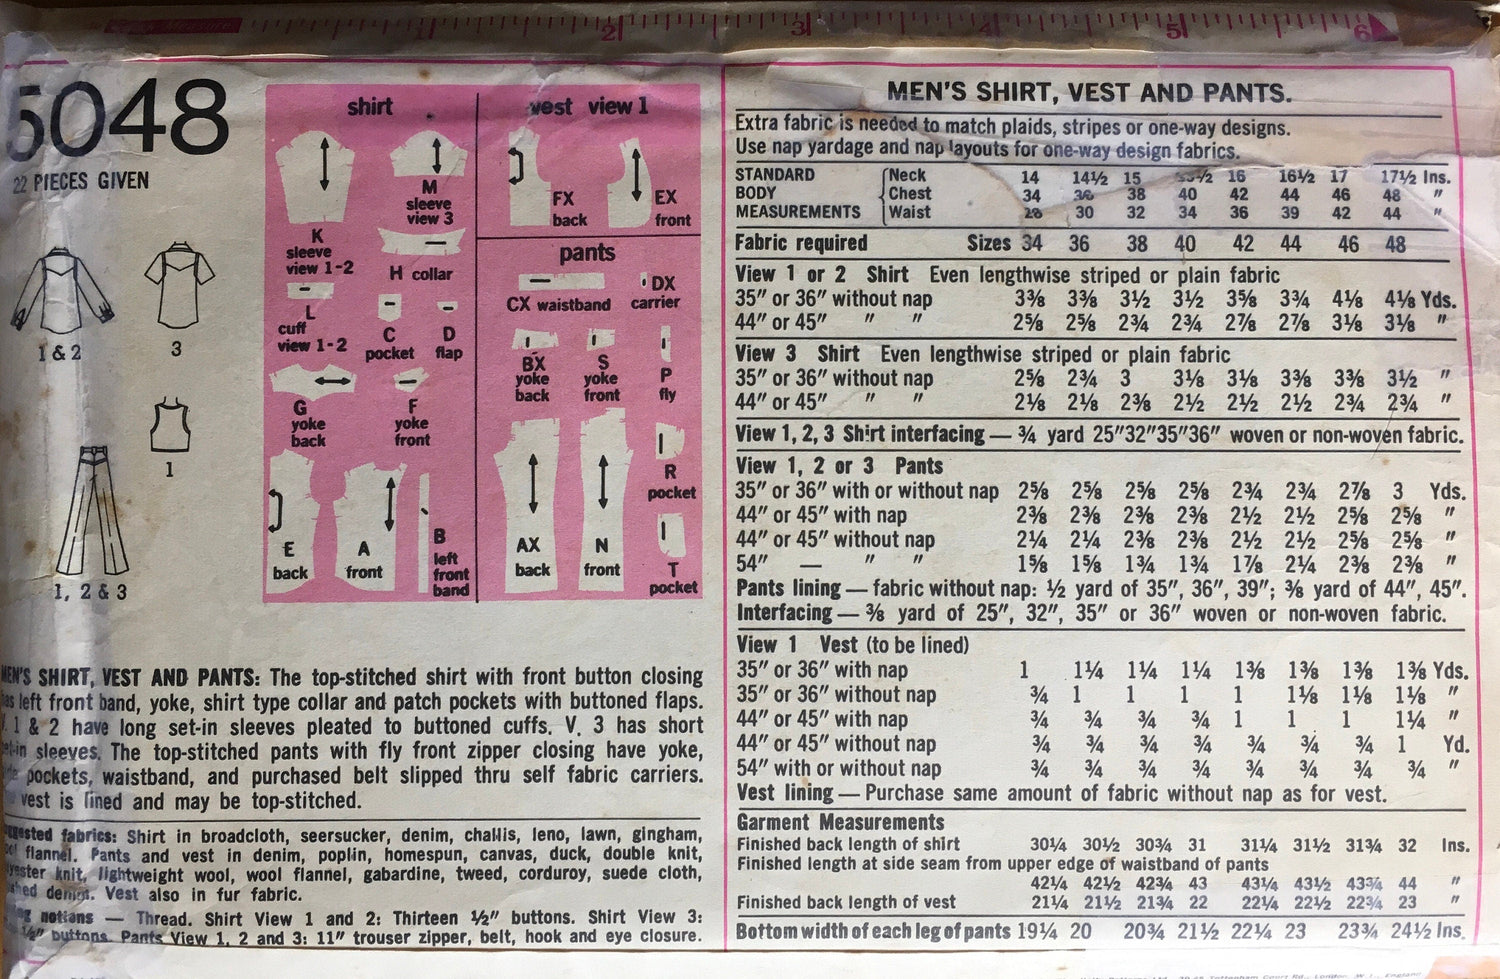 2 3 4 5 6
5048
22 PIECES GIVEN
1 & 2
3
1
1, 2 & 3
shirt
K
sleeve
view 1-2
M
sleeve
view 3
H collar
L
cuff
view 1-2
C
pocket
D
flap
G
yoke
back
F
yoke
front
E
back
A
front
B
left
front
band
vest view 1
FX
back
EX
front
pants
CX waistband
DX
carrier
BX
yoke
back
S
yoke
front
P
fly
R
pocket
AX
back
N
front
T
pocket
MEN'S SHIRT, VEST AND PANTS: The top-stitched shirt with front button closing
has left front band, yoke, shirt type collar and patch pockets with buttoned flaps.
V. 1 & 2 have long set-in sleeves pleated to buttoned cuffs. V. 3 has short
set-in sleeves. The top-stitched pants with fly front zipper closing have yoke,
pockets, waistband, and purchased belt slipped thru self fabric carriers.
vest is lined and may be top-stitched.
Suggested fabrics: Shirt in broadcloth, seersucker, denim, challis, leno, lawn, gingham,
flannel. Pants and vest in denim, poplin, homespun, canvas, duck, double knit,
polyester knit, lightweight wool, wool flannel, gabardine, tweed, corduroy, suede cloth,
denim. Vest also in fur fabric.
notions — Thread. Shirt View 1 and 2: Thirteen ½" buttons. Shirt View 3:
½" buttons. Pants View 1, 2 and 3: 11" trouser zipper, belt, hook and eye closure.
MEN'S SHIRT, VEST AND PANTS.
Extra fabric is needed to match plaids, stripes or one-way designs.
Use nap yardage and nap layouts for one-way design fabrics.
STANDARD Neck 14 14½ 15 15½ 16 16½ 17 17½ Ins.
BODY Chest 34 36 38 40 42 44 46 48 "
MEASUREMENTS Waist 28 30 32 34 36 39 42 44 "
Fabric required Sizes 34 36 38 40 42 44 46 48
View 1 or 2 Shirt Even lengthwise striped or plain fabric
35" or 36" without nap 3⅜ 3⅜ 3½ 3½ 3⅝ 3¾ 4⅛ 4⅛ Yds.
44" or 45" " " 2⅝ 2⅝ 2¾ 2¾ 2⅞ 2⅞ 3⅛ 3⅛ "
View 3 Shirt Even lengthwise striped or plain fabric
35" or 36" without nap 2⅝ 2¾ 3 3⅛ 3⅛ 3⅜ 3⅜ 3½ "
44" or 45" " " 2⅛ 2⅛ 2⅜ 2½ 2½ 2½ 2¾ 2¾ "
View 1, 2, 3 Shirt interfacing — ¾ yard 25"32"35"36" woven or non-woven fabric.
View 1, 2 or 3 Pants
35" or 36" with or without nap 2⅝ 2⅝ 2⅝ 2⅝ 2¾ 2¾ 2⅞ 3 Yds.
44" or 45" with nap 2⅜ 2⅜ 2⅜ 2⅜ 2½ 2½ 2⅝ 2⅝ "
44" or 45" without nap 2¼ 2¼ 2⅜ 2⅜ 2½ 2½ 2⅝ 2⅝ "
54" — " " 1⅝ 1⅝ 1¾ 1¾ 1⅞ 2¼ 2⅜ 2⅜ "
Pants lining — fabric without nap: ½ yard of 35", 36", 39"; ⅜ yard of 44", 45".
Interfacing — ⅜ yard of 25", 32", 35" or 36" woven or non-woven fabric.
View 1 Vest (to be lined)
35" or 36" with nap 1 1¼ 1¼ 1¼ 1⅜ 1⅜ 1⅜ 1⅜ Yds.
35" or 36" without nap ¾ 1 1 1 1 1⅛ 1⅛ 1⅛ "
44" or 45" with nap ¾ ¾ ¾ ¾ 1 1 1 1¼ "
44" or 45" without nap ¾ ¾ ¾ ¾ ¾ ¾ ¾ 1 Yd.
54" with or without nap ¾ ¾ ¾ ¾ ¾ ¾ ¾ ¾ "
Vest lining — Purchase same amount of fabric without nap as for vest.
Garment Measurements
Finished back length of shirt 30¼ 30½ 30¾ 31 31¼ 31½ 31¾ 32 Ins.
Finished length at side seam from upper edge of waistband of pants
42¼ 42½ 42¾ 43 43¼ 43½ 43¾ 44 "
Finished back length of vest 21¼ 21½ 21¾ 22 22¼ 22½ 22¾ 23 "
Bottom width of each leg of pants 19¼ 20 20¾ 21½ 22¼ 23 23¾ 24½ Ins.